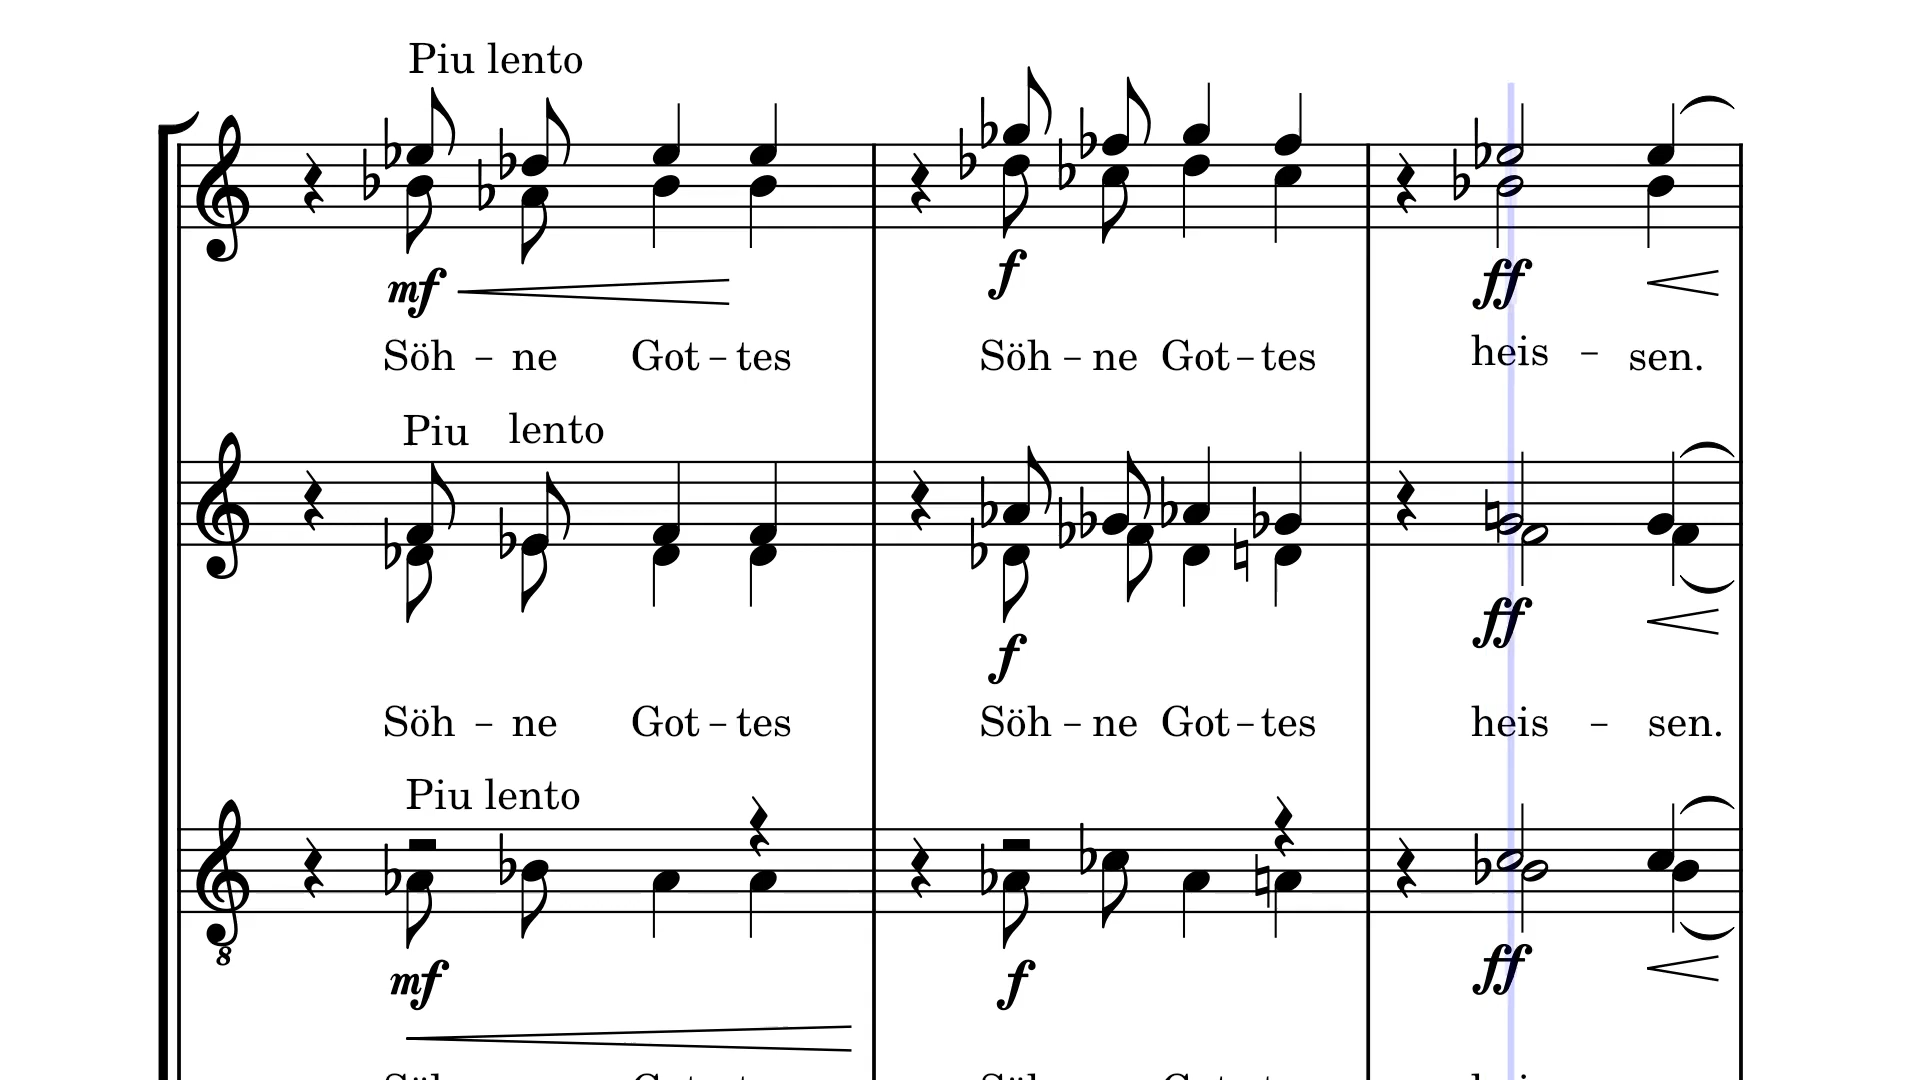 Piu lento
mf f ff
Söh – ne Got – tes Söh – ne Got – tes heis – sen.
Piu lento
f ff
Söh – ne Got – tes Söh – ne Got – tes heis – sen.
Piu lento
8
mf f ff